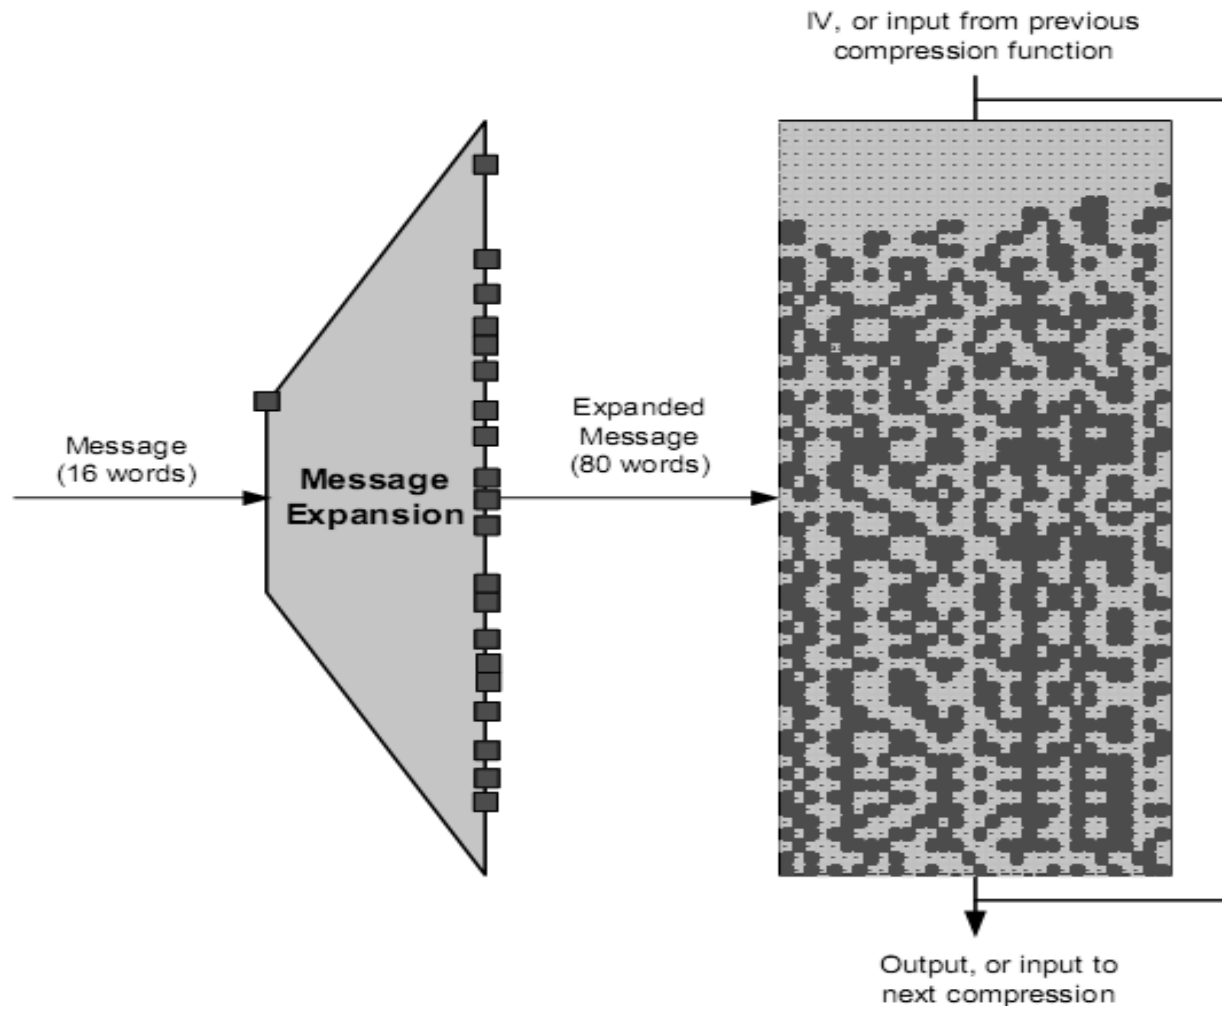 IV, or input from previous
compression function
Message
(16 words)
Message
Expansion
Expanded
Message
(80 words)
Output, or input to
next compression